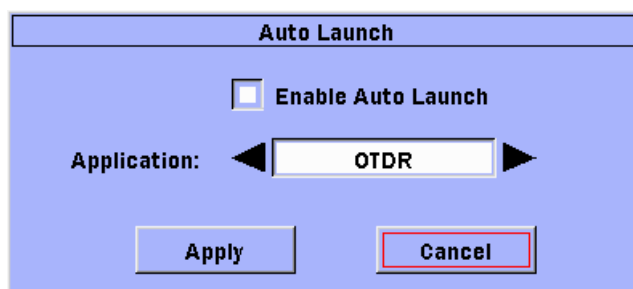 Auto Launch
Enable Auto Launch
Application: OTDR
Apply Cancel